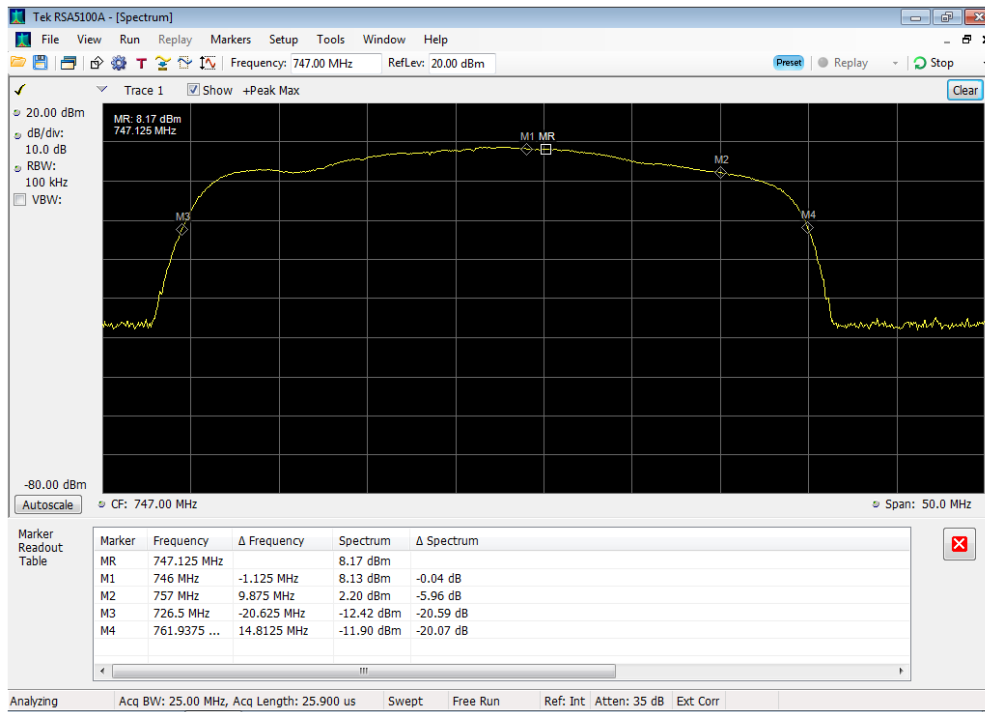 Tek RSA5100A - [Spectrum]
File View Run Replay Markers Setup Tools Window Help
T Frequency: 747.00 MHz RefLev: 20.00 dBm Preset Replay Stop
Trace 1 Show +Peak Max Clear
20.00 dBm
dB/div:
10.0 dB
RBW:
100 kHz
VBW:
-80.00 dBm
Autoscale
MR: 8.17 dBm
747.125 MHz
M1 MR
M2
M3
M4
CF: 747.00 MHz Span: 50.0 MHz
Marker
Readout
Table
Marker Frequency Δ Frequency Spectrum Δ Spectrum
MR 747.125 MHz 8.17 dBm
M1 746 MHz -1.125 MHz 8.13 dBm -0.04 dB
M2 757 MHz 9.875 MHz 2.20 dBm -5.96 dB
M3 726.5 MHz -20.625 MHz -12.42 dBm -20.59 dB
M4 761.9375 ... 14.8125 MHz -11.90 dBm -20.07 dB
Analyzing Acq BW: 25.00 MHz, Acq Length: 25.900 us Swept Free Run Ref: Int Atten: 35 dB Ext Corr